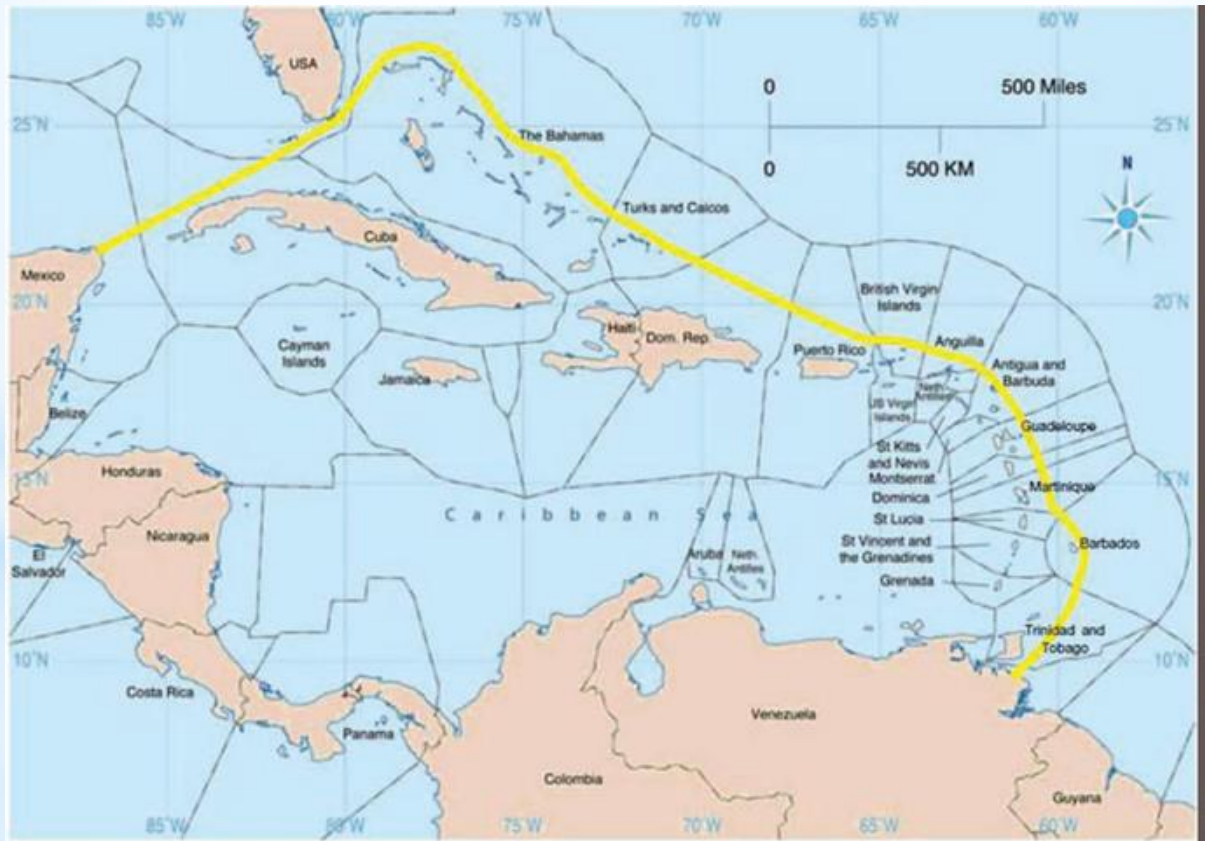 85°W
80°W
75°W
70°W
65°W
60°W
USA
0
500 Miles
25°N
The Bahamas
25°N
0
500 KM
N
Turks and Caicos
Cuba
Mexico
British Virgin
Islands
20°N
20°N
Haiti
Dom. Rep.
Cayman
Islands
Anguilla
Puerto Rico
Antigua and
Barbuda
Jamaica
Neth.
Antilles
US Virgin
Islands
Belize
Guadeloupe
St Kitts
and Nevis
Montserrat
Honduras
15°N
15°N
Martinique
Dominica
Caribbean Sea
St Lucia
Nicaragua
St Vincent and
the Grenadines
Barbados
El
Salvador
Aruba
Neth.
Antilles
Grenada
Trinidad and
Tobago
10°N
10°N
Costa Rica
Venezuela
Panama
Colombia
Guyana
85°W
80°W
75°W
70°W
65°W
60°W